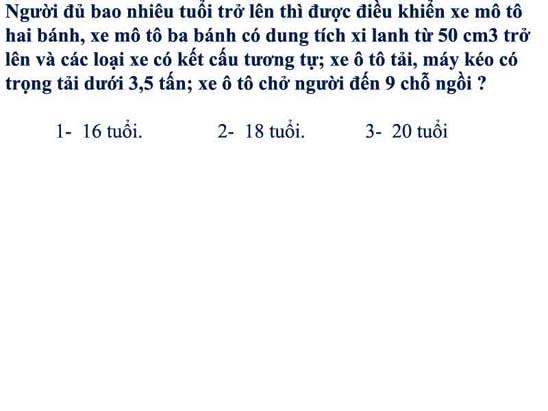 Người đủ bao nhiêu tuổi trở lên thì được điều khiển xe mô tô
hai bánh, xe mô tô ba bánh có dung tích xi lanh từ 50 cm3 trở
lên và các loại xe có kết cấu tương tự; xe ô tô tải, máy kéo có
trọng tải dưới 3,5 tấn; xe ô tô chở người đến 9 chỗ ngồi ?
1- 16 tuổi. 2- 18 tuổi. 3- 20 tuổi